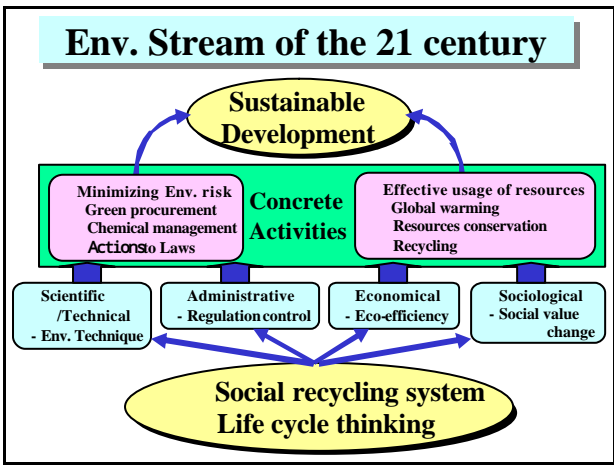 Env. Stream of the 21 century
Sustainable
Development
Minimizing Env. risk
Green procurement
Chemical management
Actions to Laws
Concrete
Activities
Effective usage of resources
Global warming
Resources conservation
Recycling
Scientific
/Technical
- Env. Technique
Administrative
- Regulation control
Economical
- Eco-efficiency
Sociological
- Social value
change
Social recycling system
Life cycle thinking